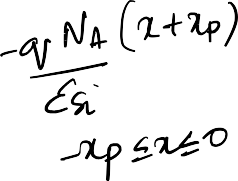 -q N_A (x + x_p)
ε_si
-x_p ≤ x ≤ 0